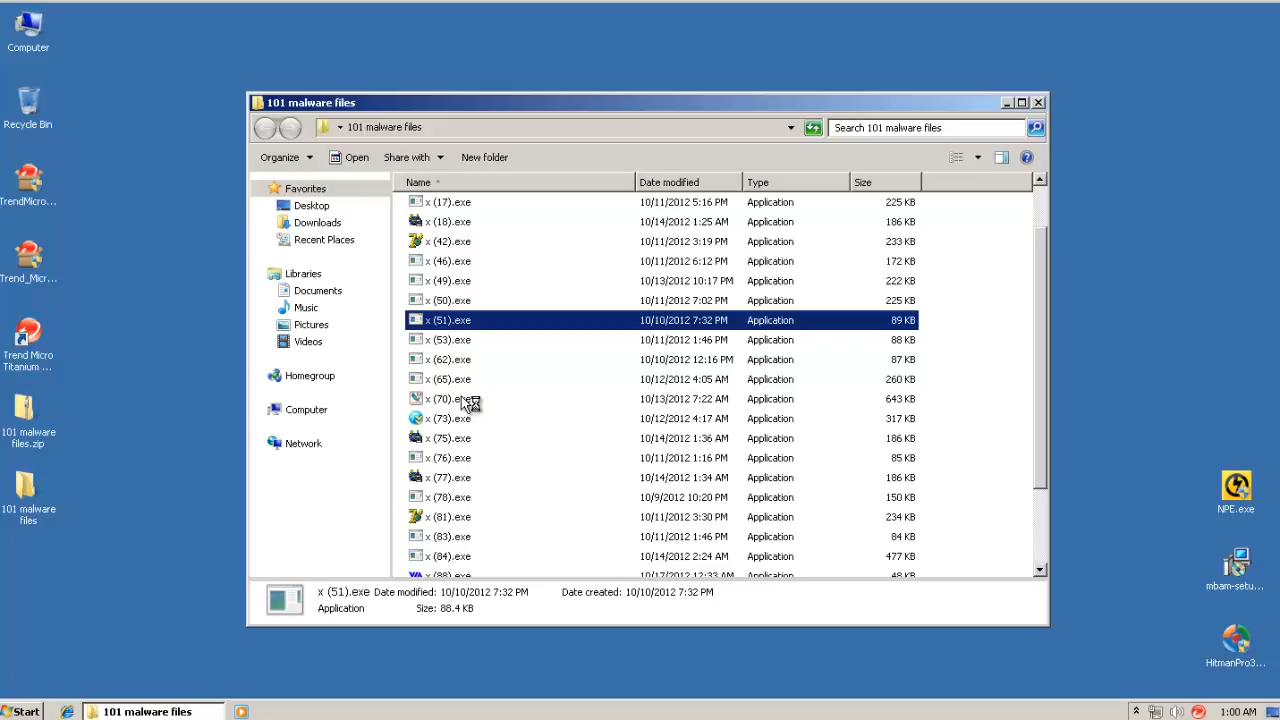 Computer
Recycle Bin
TrendMicro...
Trend_Micr...
Trend Micro
Titanium ...
101 malware
files.zip
101 malware
files
101 malware files
101 malware files
Search 101 malware files
Organize
Open
Share with
New folder
Favorites
Desktop
Downloads
Recent Places
Libraries
Documents
Music
Pictures
Videos
Homegroup
Computer
Network
Name Date modified Type Size
x (17).exe 10/11/2012 5:16 PM Application 225 KB
x (18).exe 10/14/2012 1:25 AM Application 186 KB
x (42).exe 10/11/2012 3:19 PM Application 233 KB
x (46).exe 10/11/2012 6:12 PM Application 172 KB
x (49).exe 10/13/2012 10:17 PM Application 222 KB
x (50).exe 10/11/2012 7:02 PM Application 225 KB
x (51).exe 10/10/2012 7:32 PM Application 89 KB
x (53).exe 10/11/2012 1:46 PM Application 88 KB
x (62).exe 10/10/2012 12:16 PM Application 87 KB
x (65).exe 10/12/2012 4:05 AM Application 260 KB
x (70).exe 10/13/2012 7:22 AM Application 643 KB
x (73).exe 10/12/2012 4:17 AM Application 317 KB
x (75).exe 10/14/2012 1:36 AM Application 186 KB
x (76).exe 10/11/2012 1:16 PM Application 85 KB
x (77).exe 10/14/2012 1:34 AM Application 186 KB
x (78).exe 10/9/2012 10:20 PM Application 150 KB
x (81).exe 10/11/2012 3:30 PM Application 234 KB
x (83).exe 10/11/2012 1:46 PM Application 84 KB
x (84).exe 10/14/2012 2:24 AM Application 477 KB
x (88).exe 10/17/2012 12:33 AM Application 48 KB
x (51).exe Date modified: 10/10/2012 7:32 PM Date created: 10/10/2012 7:32 PM
Application Size: 88.4 KB
NPE.exe
mbam-setu...
HitmanPro3...
Start
101 malware files
1:00 AM